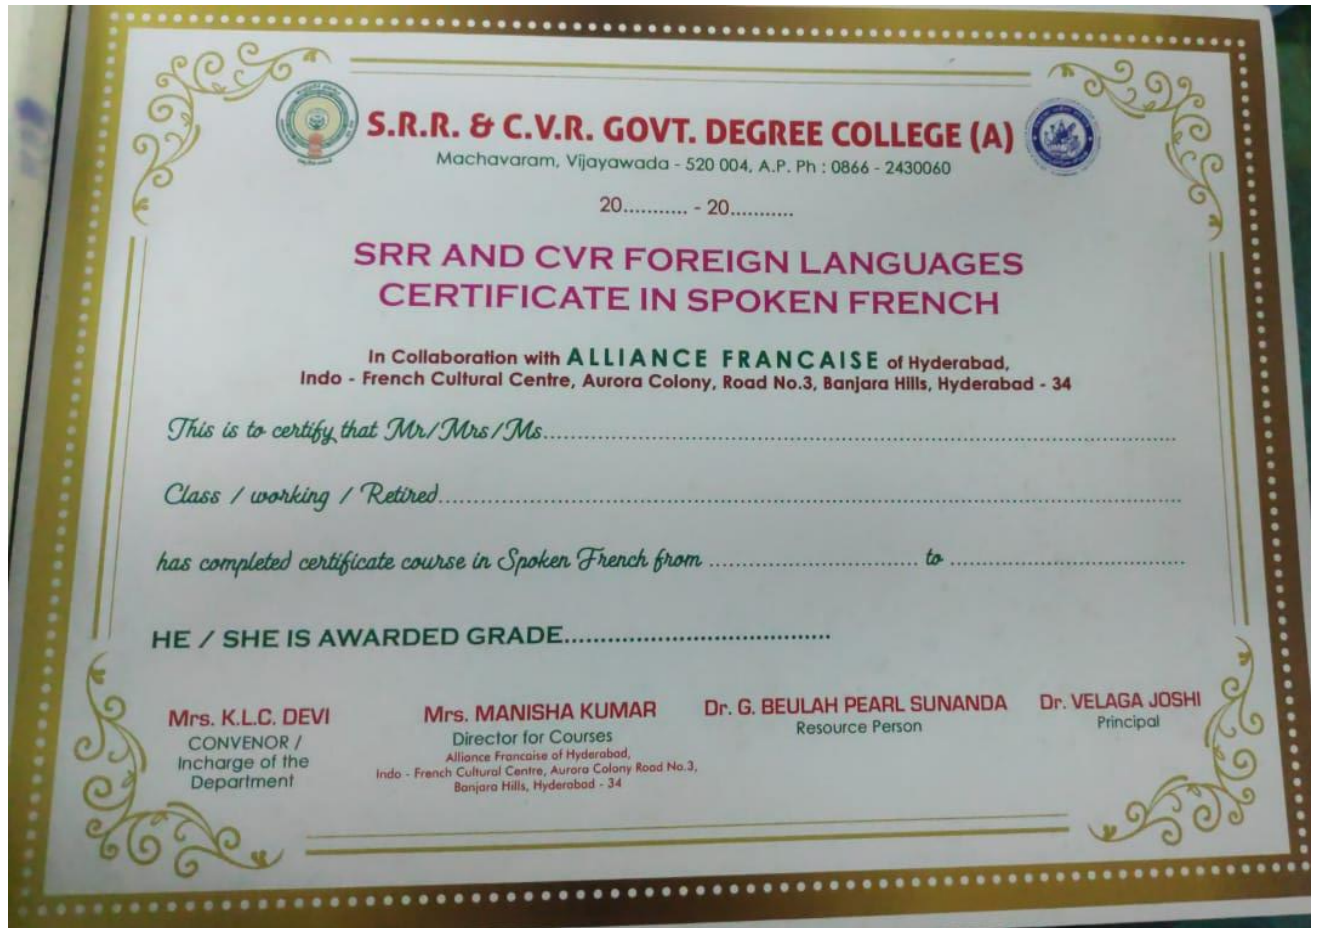 S.R.R. & C.V.R. GOVT. DEGREE COLLEGE (A)
Machavaram, Vijayawada - 520 004, A.P. Ph : 0866 - 2430060
20........... - 20...........
SRR AND CVR FOREIGN LANGUAGES
CERTIFICATE IN SPOKEN FRENCH
In Collaboration with ALLIANCE FRANCAISE of Hyderabad,
Indo - French Cultural Centre, Aurora Colony, Road No.3, Banjara Hills, Hyderabad - 34
This is to certify that Mr/Mrs/Ms......................................................................
Class / working / Retired......................................................................
has completed certificate course in Spoken French from ................................... to ...................................
HE / SHE IS AWARDED GRADE...................................
Mrs. K.L.C. DEVI
CONVENOR /
Incharge of the
Department
Mrs. MANISHA KUMAR
Director for Courses
Alliance Francaise of Hyderabad,
Indo - French Cultural Centre, Aurora Colony Road No.3,
Banjara Hills, Hyderabad - 34
Dr. G. BEULAH PEARL SUNANDA
Resource Person
Dr. VELAGA JOSHI
Principal